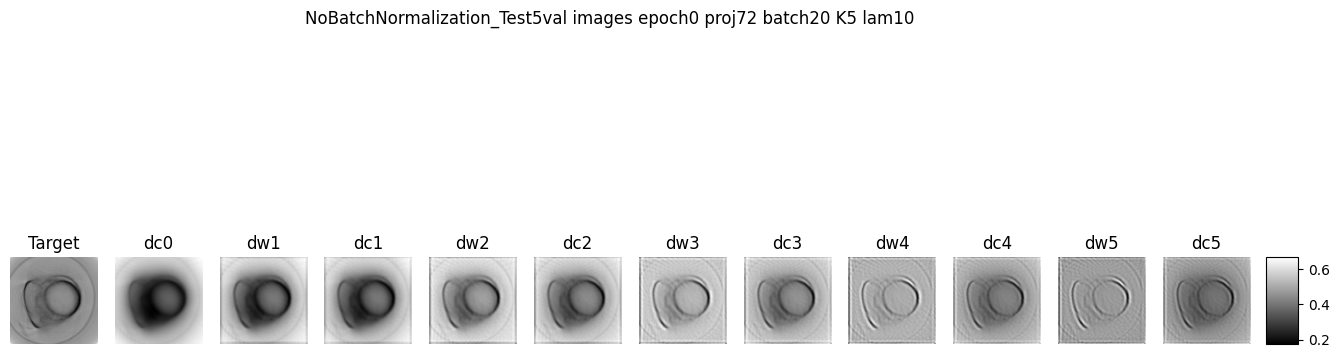 NoBatchNormalization_Test5val images epoch0 proj72 batch20 K5 lam10
Target dc0 dw1 dc1 dw2 dc2 dw3 dc3 dw4 dc4 dw5 dc5
0.6
0.4
0.2